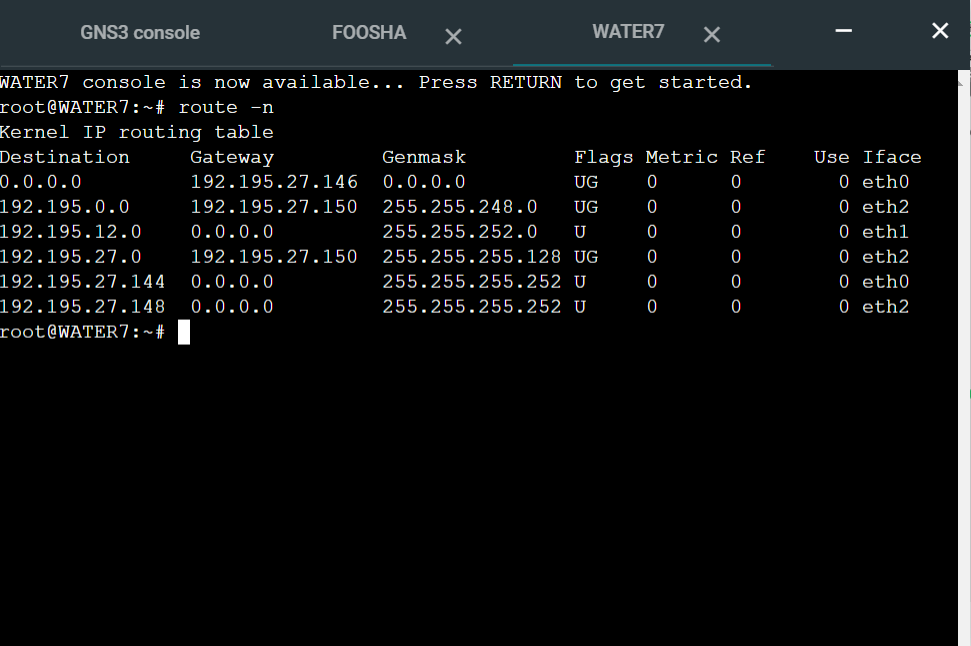 GNS3 console FOOSHA WATER7
WATER7 console is now available... Press RETURN to get started.
root@WATER7:~# route -n
Kernel IP routing table
Destination     Gateway         Genmask         Flags Metric Ref    Use Iface
0.0.0.0         192.195.27.146  0.0.0.0         UG    0      0        0 eth0
192.195.0.0     192.195.27.150  255.255.248.0   UG    0      0        0 eth2
192.195.12.0    0.0.0.0         255.255.252.0   U     0      0        0 eth1
192.195.27.0    192.195.27.150  255.255.255.128 UG    0      0        0 eth2
192.195.27.144  0.0.0.0         255.255.255.252 U     0      0        0 eth0
192.195.27.148  0.0.0.0         255.255.255.252 U     0      0        0 eth2
root@WATER7:~#